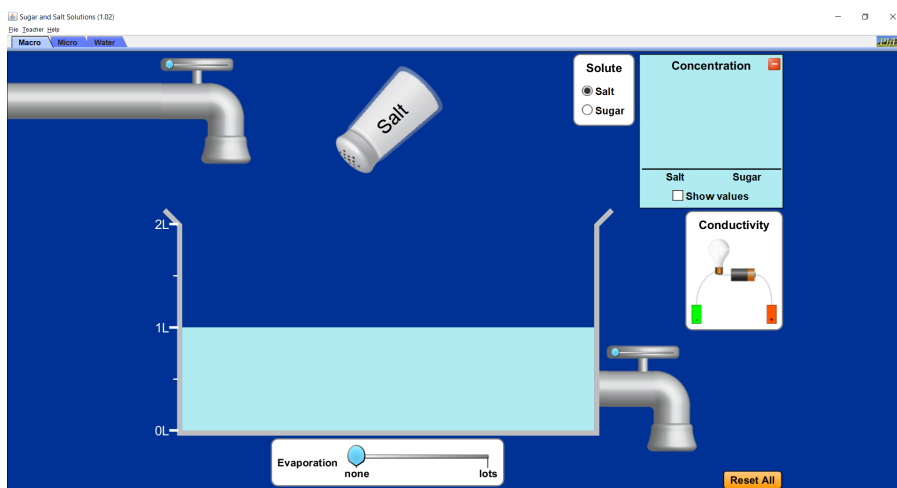 Sugar and Salt Solutions (1.02)
File Teacher Help
Macro Micro Water
Salt
Solute
Salt
Sugar
Concentration
Salt Sugar
Show values
Conductivity
2L
1L
0L
Evaporation
none lots
Reset All